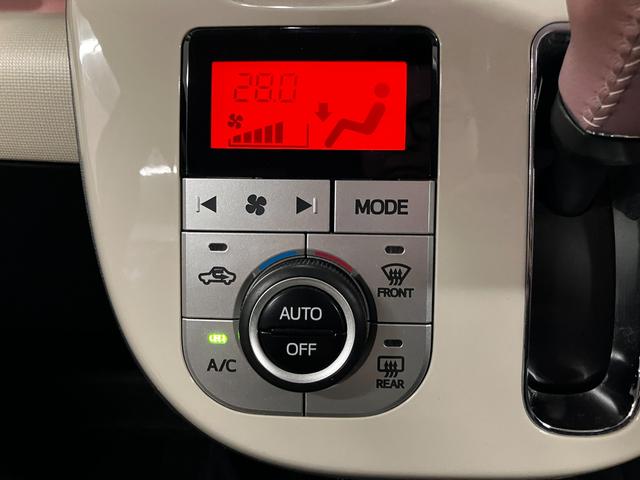 28.0
MODE
FRONT
AUTO
OFF
A/C
REAR